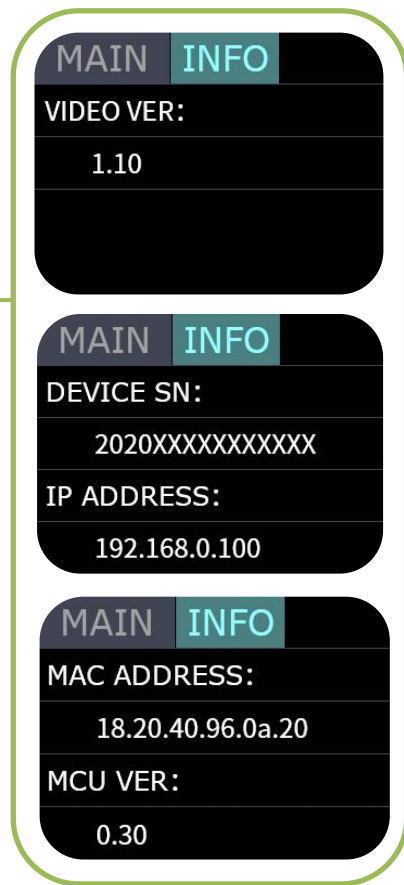 MAIN INFO
VIDEO VER:
1.10
MAIN INFO
DEVICE SN:
2020XXXXXXXXXXX
IP ADDRESS:
192.168.0.100
MAIN INFO
MAC ADDRESS:
18.20.40.96.0a.20
MCU VER:
0.30